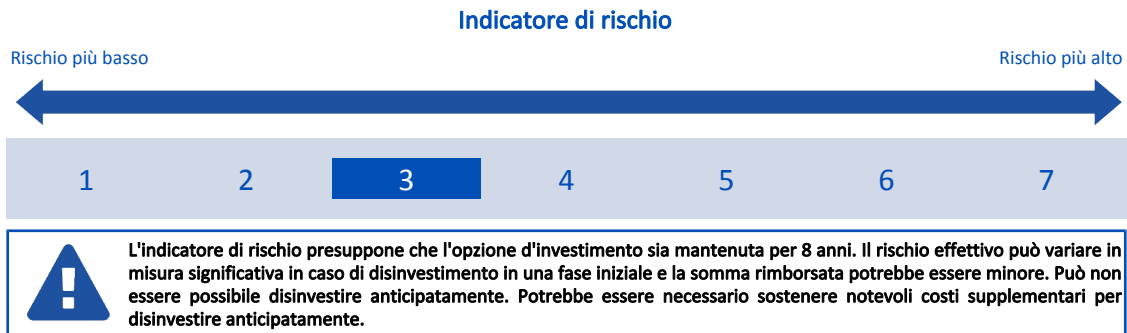 Indicatore di rischio
Rischio più basso Rischio più alto
1 2 3 4 5 6 7
L'indicatore di rischio presuppone che l'opzione d'investimento sia mantenuta per 8 anni. Il rischio effettivo può variare in
misura significativa in caso di disinvestimento in una fase iniziale e la somma rimborsata potrebbe essere minore. Può non
essere possibile disinvestire anticipatamente. Potrebbe essere necessario sostenere notevoli costi supplementari per
disinvestire anticipatamente.